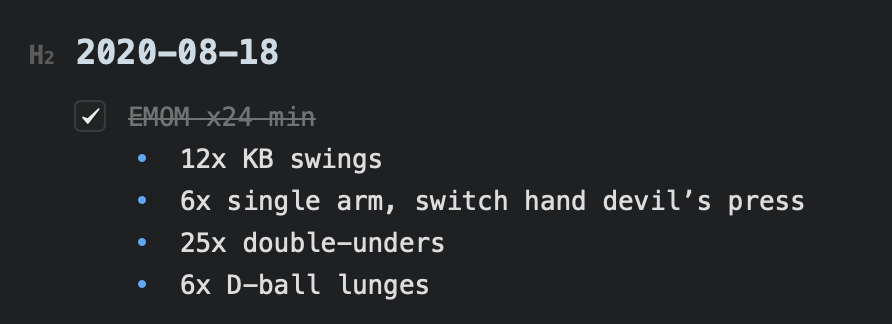 H2 2020-08-18
EMOM x24 min
12x KB swings
6x single arm, switch hand devil’s press
25x double-unders
6x D-ball lunges